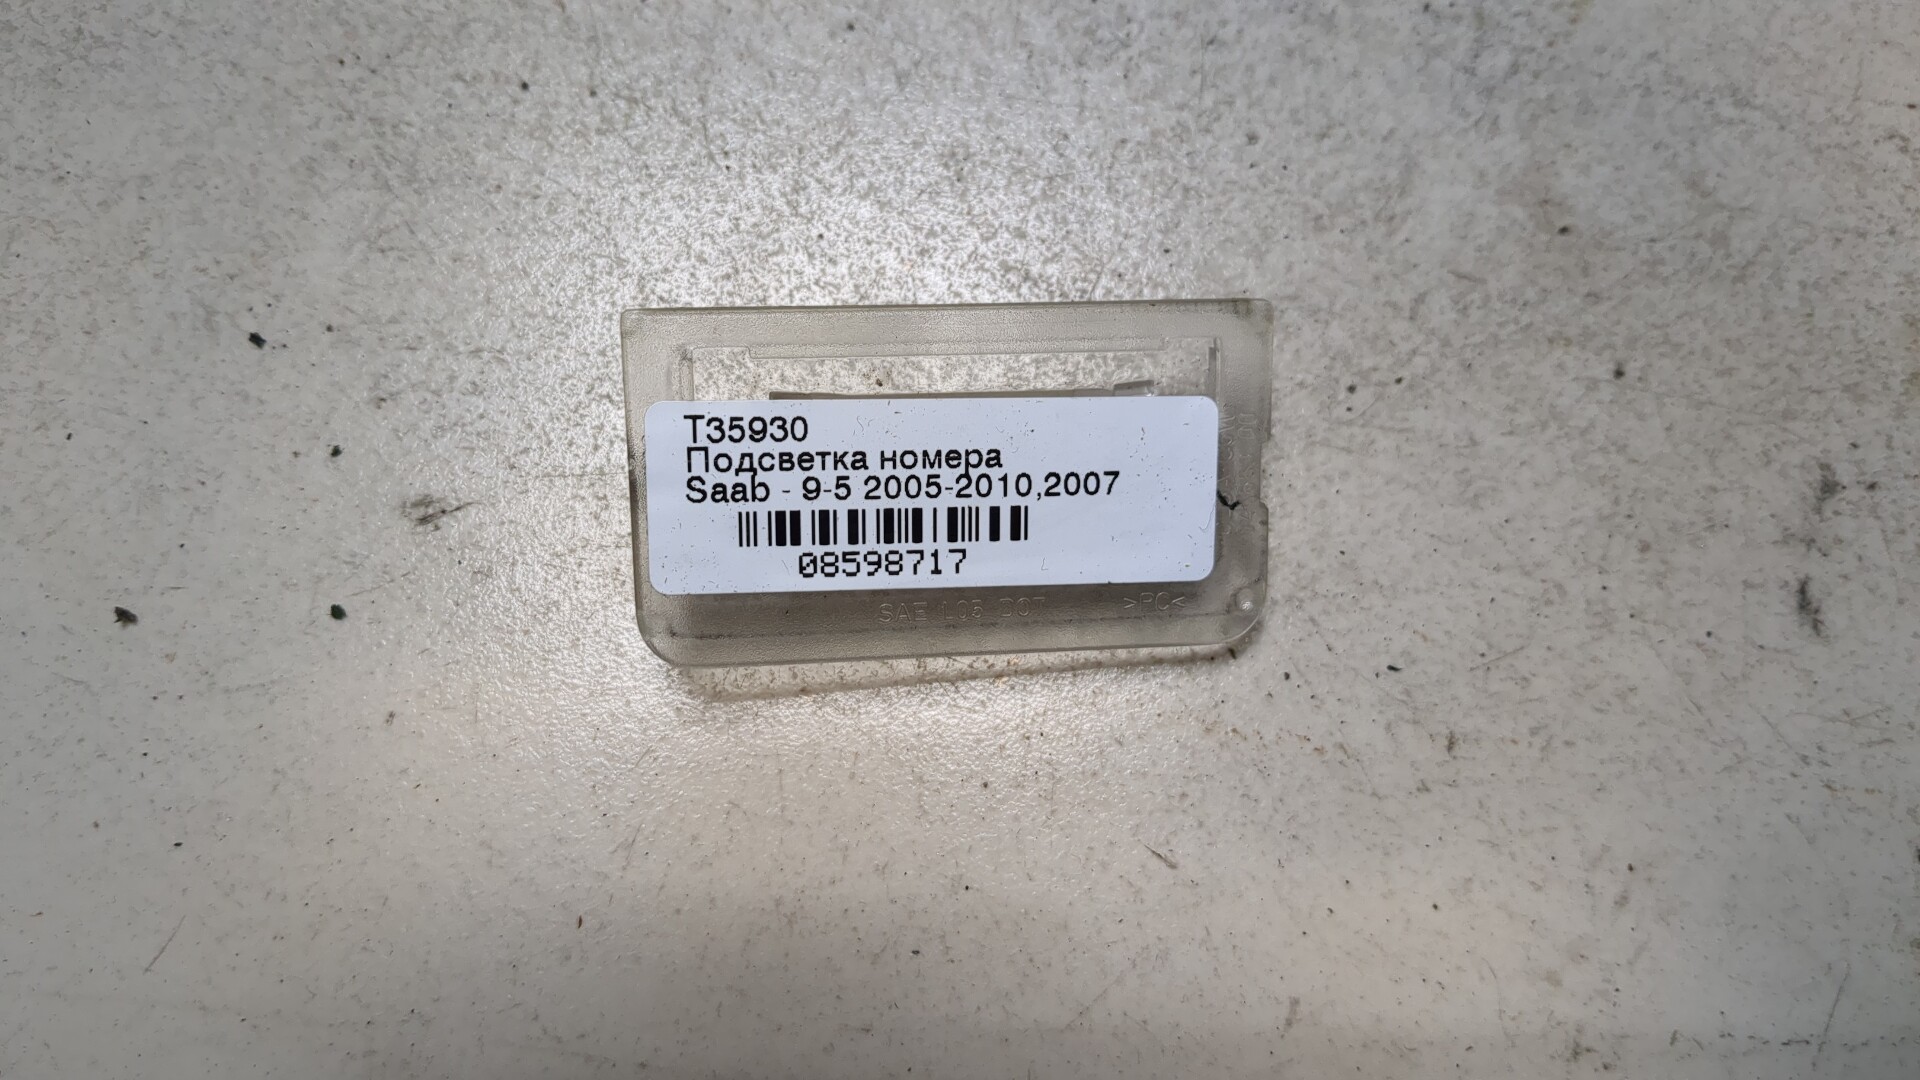 T35930
Подсветка номера
Saab - 9-5 2005-2010,2007
08598717
SAE L05 DOT >PC<